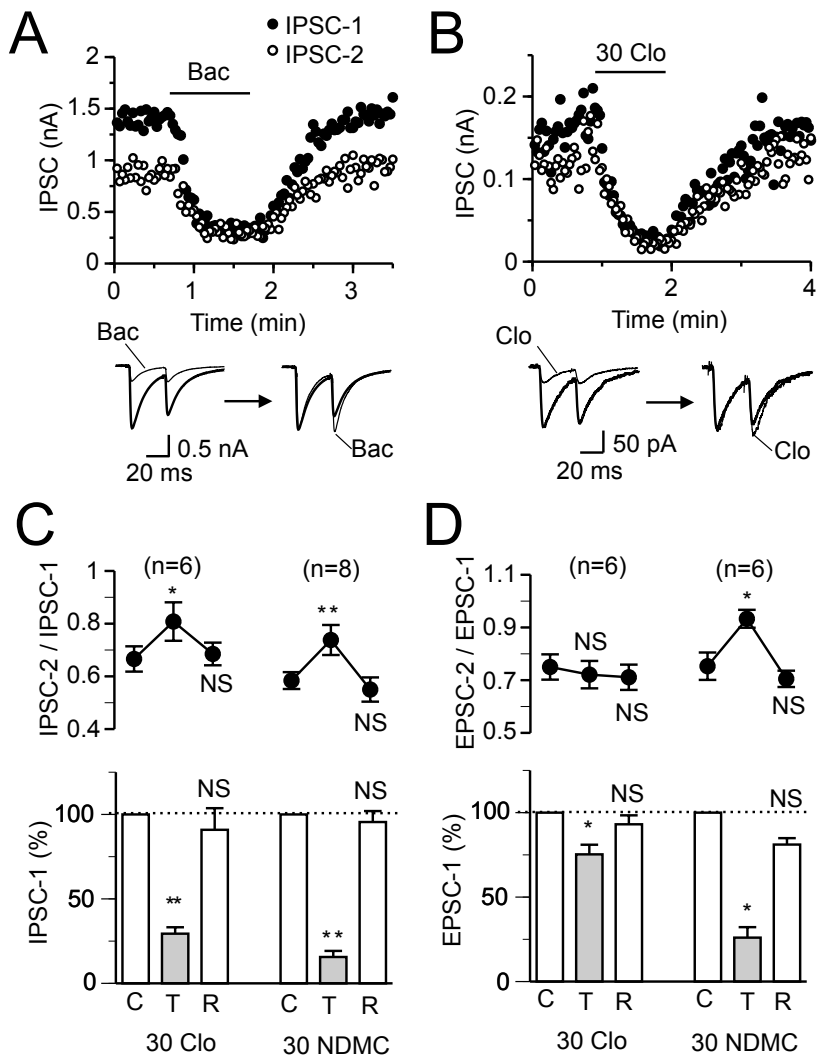 A
IPSC-1
IPSC-2
Bac
IPSC (nA)
2
1.5
1
0.5
0
0 1 2 3
Time (min)
Bac
Bac
0.5 nA
20 ms
B
30 Clo
IPSC (nA)
0.2
0.1
0
0 2 4
Time (min)
Clo
Clo
50 pA
20 ms
C
(n=6) (n=8)
IPSC-2 / IPSC-1
1
0.8
0.6
0.4
* NS
** NS
IPSC-1 (%)
100
50
0
** NS
** NS
C T R C T R
30 Clo 30 NDMC
D
(n=6) (n=6)
EPSC-2 / EPSC-1
1.1
0.9
0.7
0.5
NS NS
* NS
EPSC-1 (%)
100
50
0
* NS
* NS
C T R C T R
30 Clo 30 NDMC